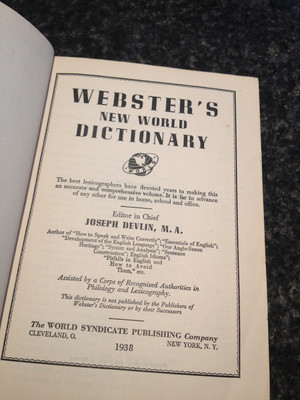 WEBSTER'S
NEW WORLD
DICTIONARY
The best lexicographers have devoted years to making this
an accurate and comprehensive volume. It is far in advance
of any other for use in home, school and office.
Editor in Chief
JOSEPH DEVLIN, M. A.
Author of "How to Speak and Write Correctly"; "Essentials of English";
"Development of the English Language"; "Our Anglo-Saxon
Heritage"; "Syntax and Analysis"; "Sentence
Construction; English Idioms";
"Pitfalls in English and
How to Avoid
Them," etc.
Assisted by a Corps of Recognized Authorities in
Philology and Lexicography.
This dictionary is not published by the Publishers of
Webster's Dictionary or by their Successors
The WORLD SYNDICATE PUBLISHING Company
CLEVELAND, O. NEW YORK, N. Y.
1938